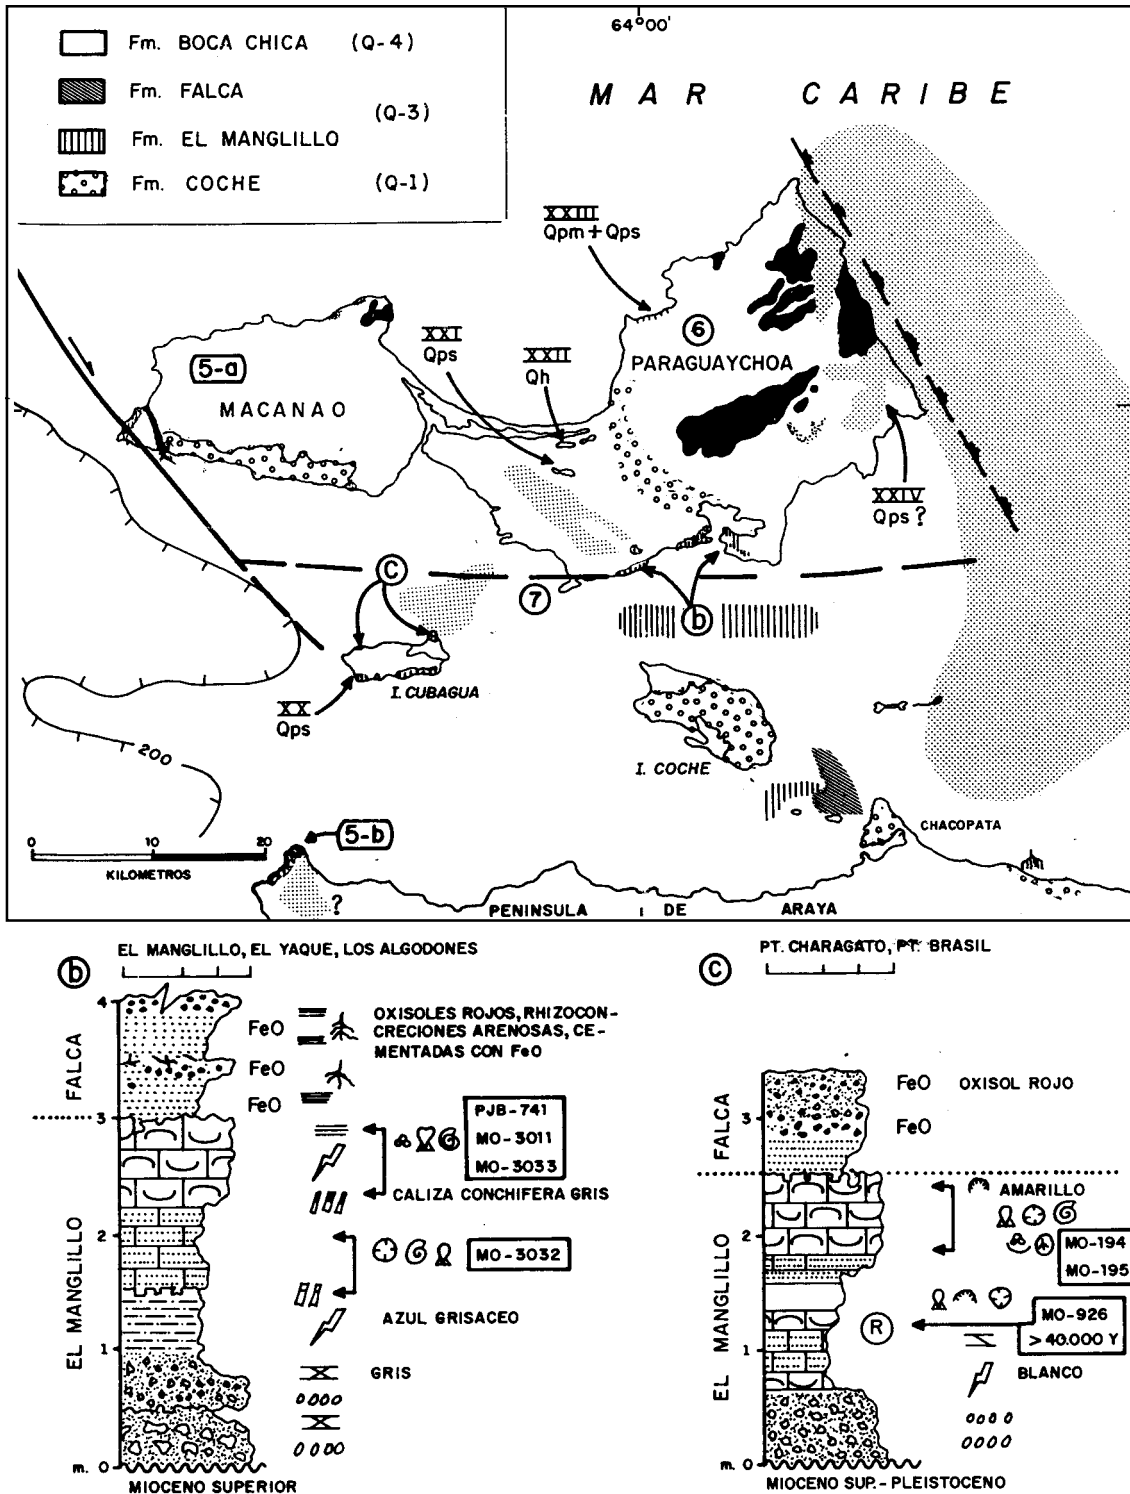 64°00'
Fm. BOCA CHICA (Q-4)
Fm. FALCA
(Q-3)
Fm. EL MANGLILLO
Fm. COCHE (Q-1)
MAR CARIBE
XXIII
Qpm + Qps
XXI
Qps
XXII
Qh
6
PARAGUAYCHOA
5-a
MACANAO
XXIV
Qps ?
C
7
b
I. CUBAGUA
XX
Qps
200
I. COCHE
CHACOPATA
0 10 20
KILOMETROS
5-b
?
PENINSULA DE ARAYA
b
EL MANGLILLO, EL YAQUE, LOS ALGODONES
4
FeO
OXISOLES ROJOS, RHIZOCON-
CRECIONES ARENOSAS, CE-
MENTADAS CON FeO
FeO
FeO
FALCA
3
PJB-741
MO-3011
MO-3033
CALIZA CONCHIFERA GRIS
2
MO-3032
EL MANGLILLO
AZUL GRISACEO
1
GRIS
m. 0
MIOCENO SUPERIOR
C
PT. CHARAGATO, PT. BRASIL
FeO OXISOL ROJO
3
FeO
FALCA
AMARILLO
2
MO-194
MO-195
EL MANGLILLO
R
MO-926
> 40.000 Y
1
BLANCO
m. 0
MIOCENO SUP.- PLEISTOCENO